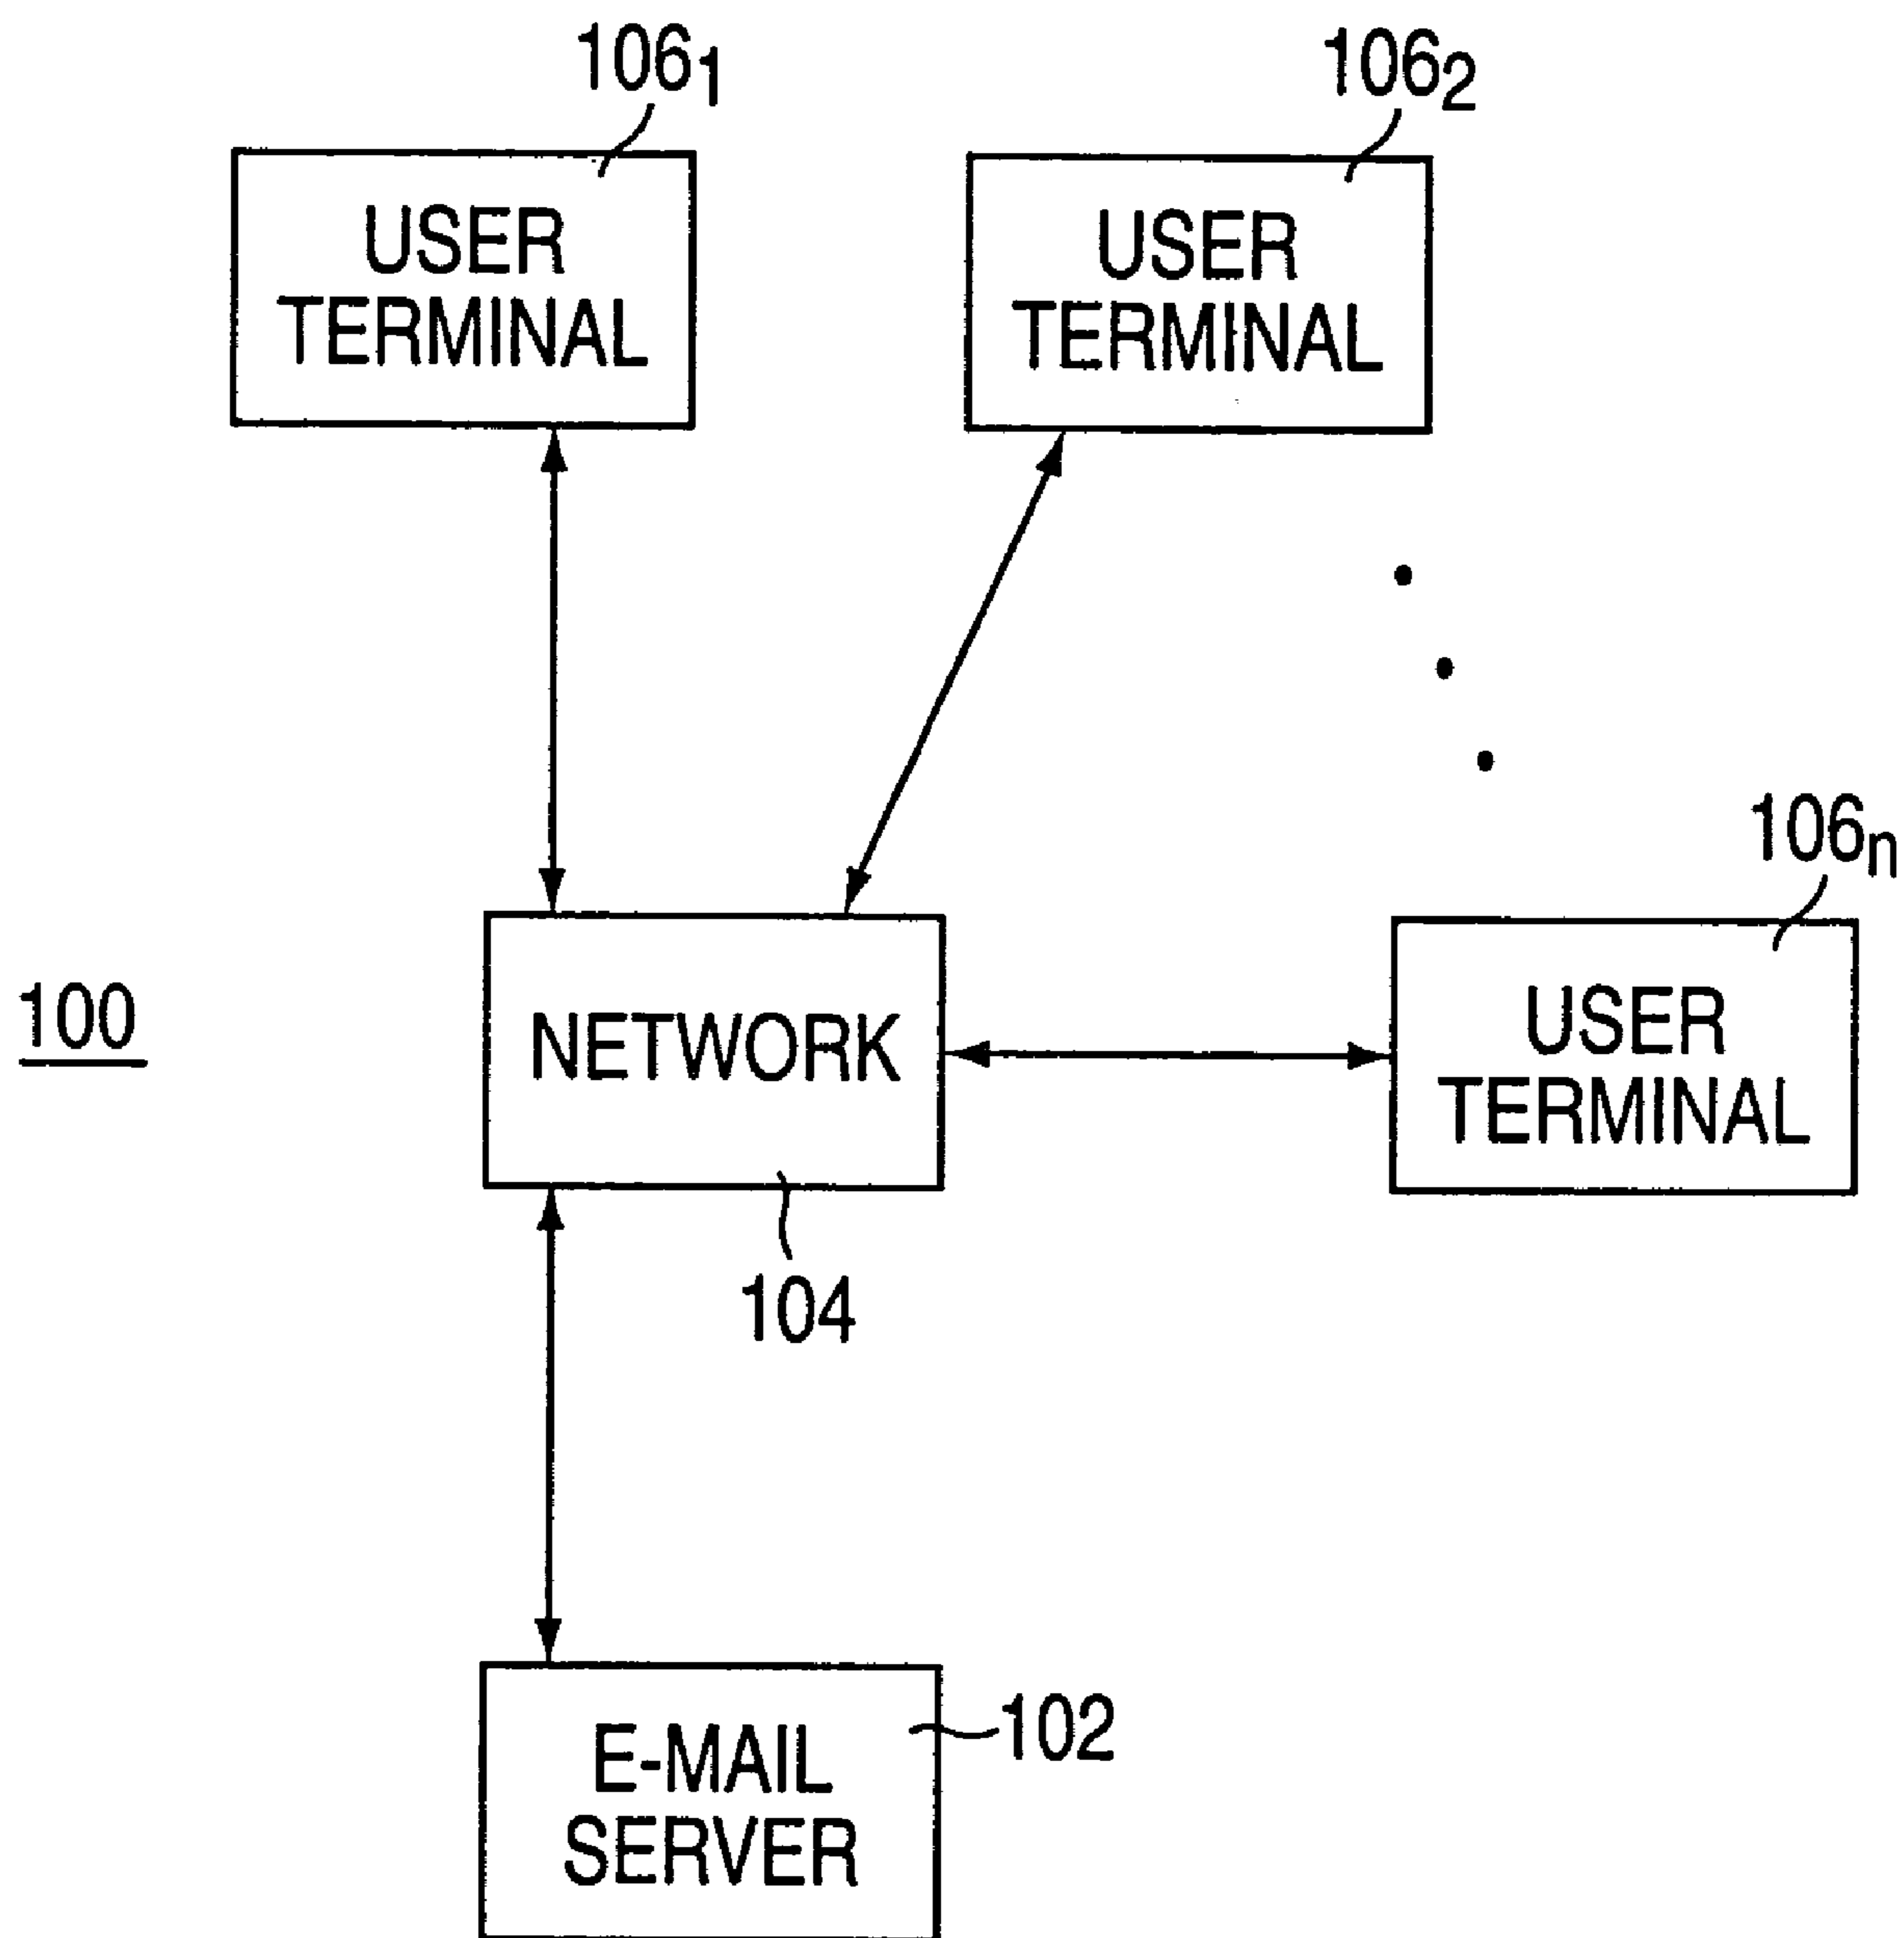 106₁
106₂
USER
TERMINAL
USER
TERMINAL
106ₙ
100
NETWORK
USER
TERMINAL
104
E-MAIL
SERVER
102